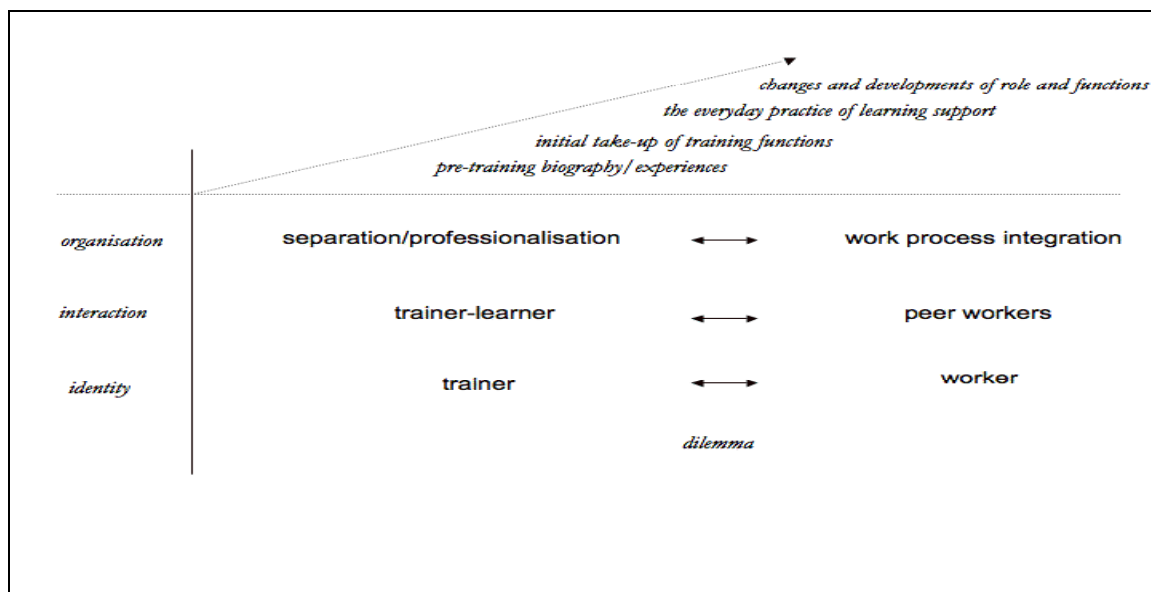 changes and developments of role and functions
the everyday practice of learning support
initial take-up of training functions
pre-training biography/ experiences
organisation separation/professionalisation work process integration
interaction trainer-learner peer workers
identity trainer worker
dilemma